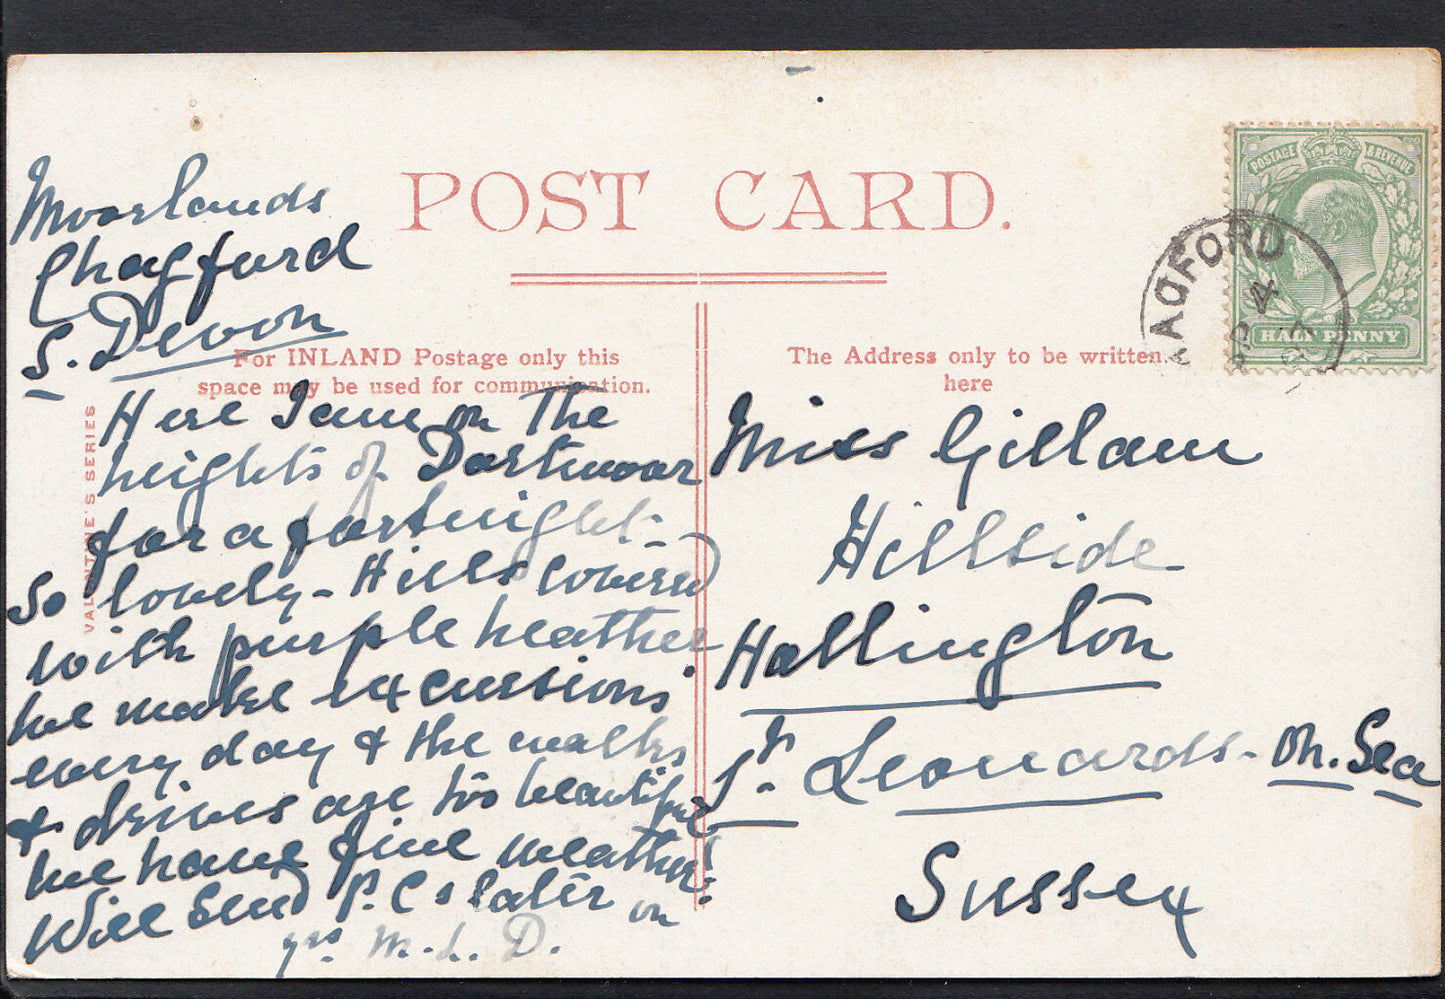 POST CARD.
POSTAGE & REVENUE
HALF PENNY
AGFORD
4
Moorlands
Chagford
S. Devon
For INLAND Postage only this
space may be used for communication.
The Address only to be written
here
VALENTINE'S SERIES
Here I am on The
heights of Dartmoor
for a fortnight -
So lovely - Hills covered
with purple heather
We make excursions
every day & the walks
& drives are too beautiful
We have fine weather!
Will send P. Cs later on
yrs M. L. D.
Miss Gillam
Hillside
Hollington
St. Leonards - on. Sea
Sussex